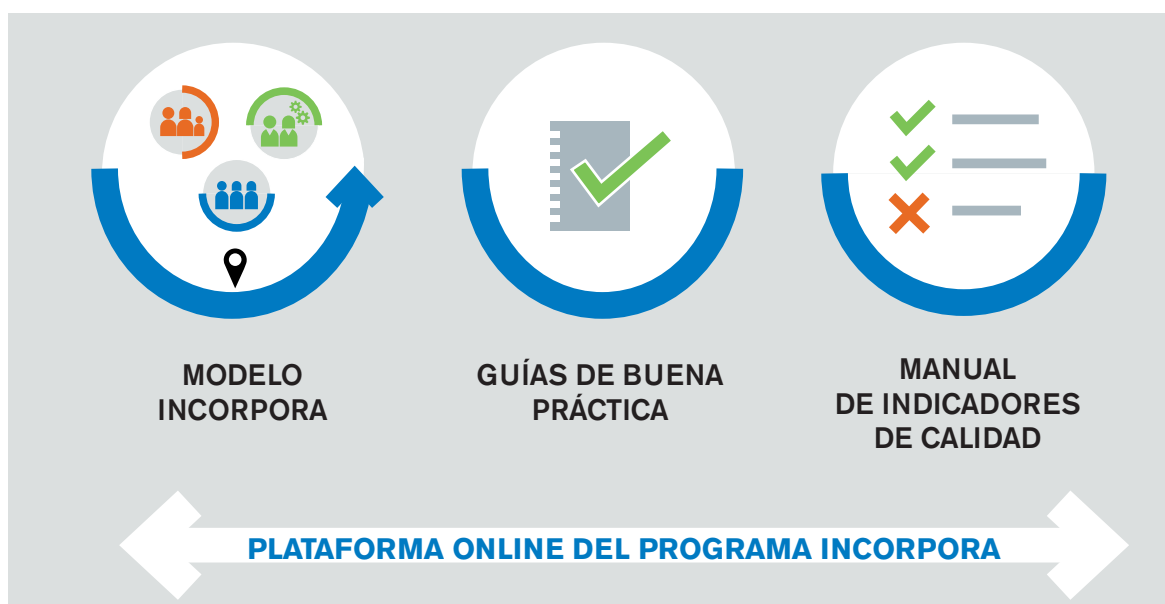 MODELO
INCORPORA
GUÍAS DE BUENA
PRÁCTICA
MANUAL
DE INDICADORES
DE CALIDAD
PLATAFORMA ONLINE DEL PROGRAMA INCORPORA